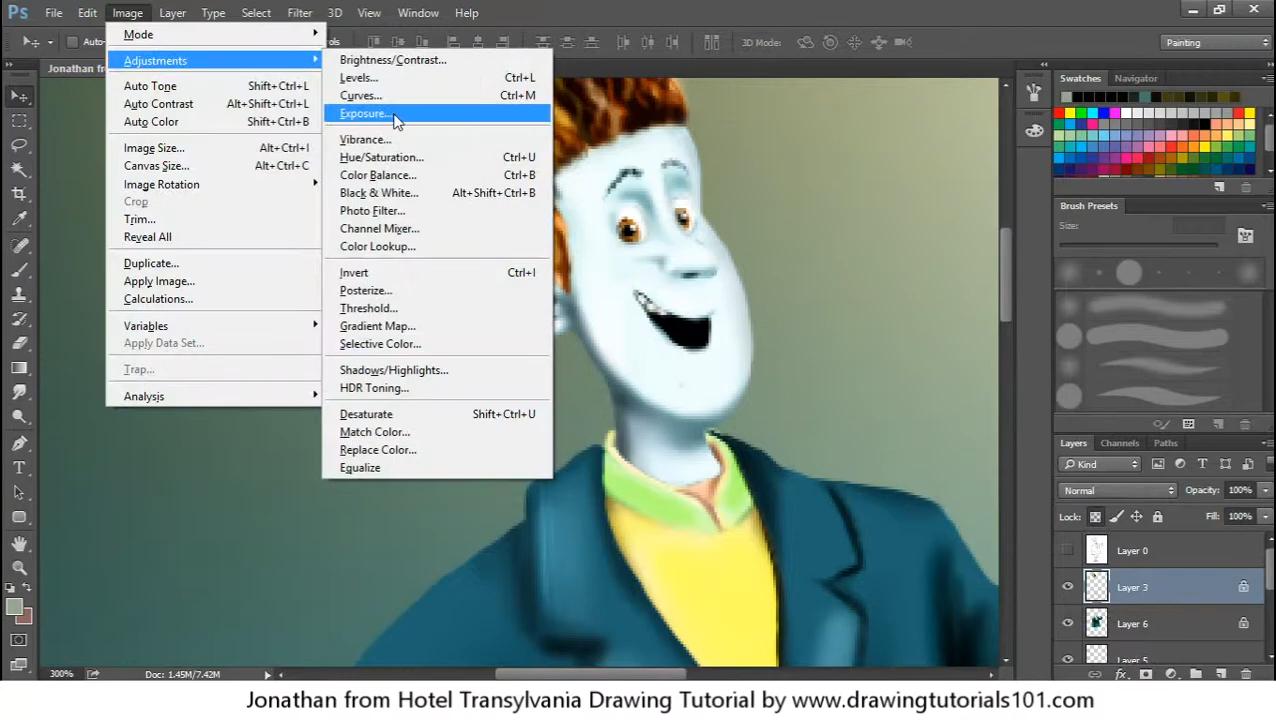 Ps File Edit Image Layer Type Select Filter 3D View Window Help
Auto- 3D Mode: Painting
Jonathan fr
Mode
Adjustments
Auto Tone Shift+Ctrl+L
Auto Contrast Alt+Shift+Ctrl+L
Auto Color Shift+Ctrl+B
Image Size... Alt+Ctrl+I
Canvas Size... Alt+Ctrl+C
Image Rotation
Crop
Trim...
Reveal All
Duplicate...
Apply Image...
Calculations...
Variables
Apply Data Set...
Trap...
Analysis
Brightness/Contrast...
Levels... Ctrl+L
Curves... Ctrl+M
Exposure...
Vibrance...
Hue/Saturation... Ctrl+U
Color Balance... Ctrl+B
Black & White... Alt+Shift+Ctrl+B
Photo Filter...
Channel Mixer...
Color Lookup...
Invert Ctrl+I
Posterize...
Threshold...
Gradient Map...
Selective Color...
Shadows/Highlights...
HDR Toning...
Desaturate Shift+Ctrl+U
Match Color...
Replace Color...
Equalize
Swatches Navigator
Brush Presets
Size:
Layers Channels Paths
Kind
Normal Opacity: 100%
Lock: Fill: 100%
Layer 0
Layer 3
Layer 6
Layer 5
300% Doc: 1.45M/7.42M
Jonathan from Hotel Transylvania Drawing Tutorial by www.drawingtutorials101.com